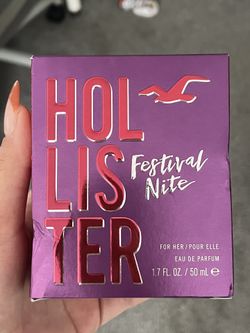 HOL
LIS
TER
Festival
Nite
FOR HER / POUR ELLE
EAU DE PARFUM
1.7 FL. OZ. / 50 mL e